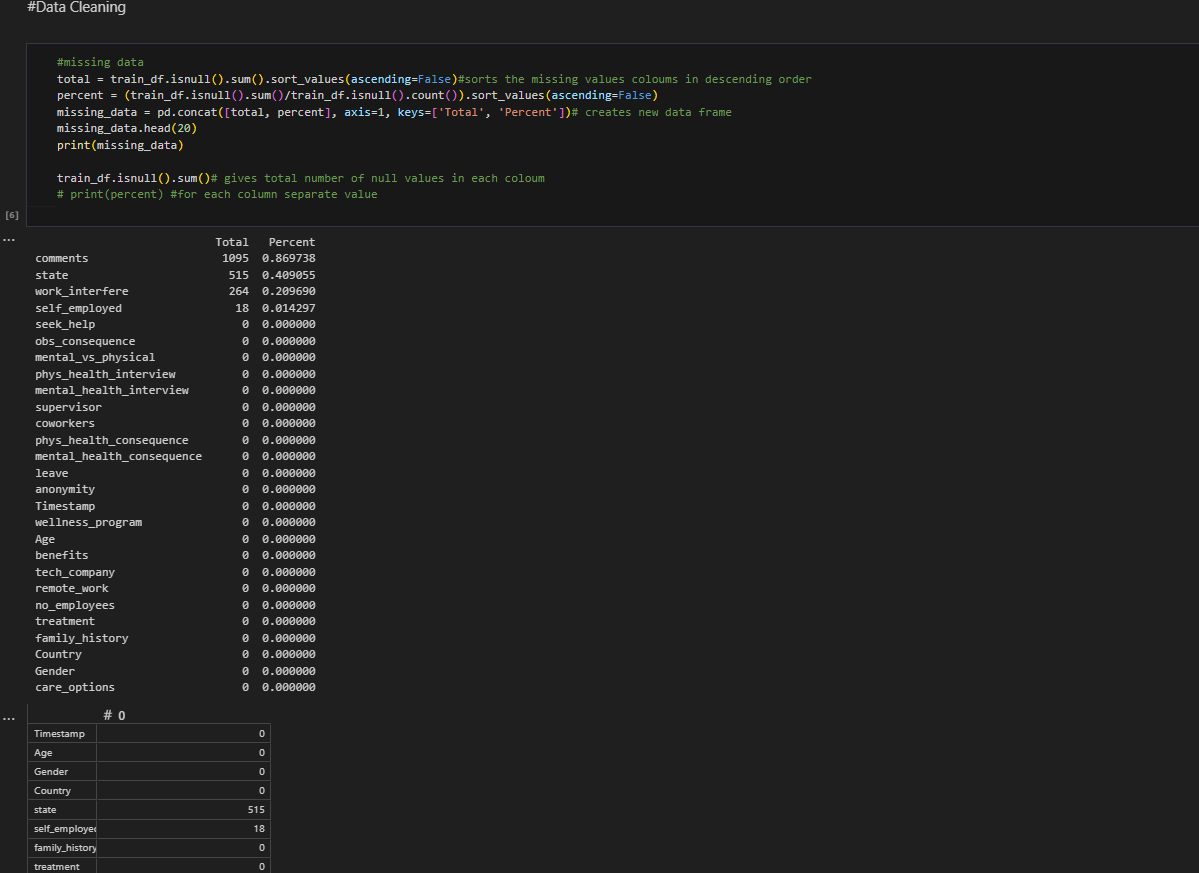 #Data Cleaning
#missing data
total = train_df.isnull().sum().sort_values(ascending=False)#sorts the missing values coloums in descending order
percent = (train_df.isnull().sum()/train_df.isnull().count()).sort_values(ascending=False)
missing_data = pd.concat([total, percent], axis=1, keys=['Total', 'Percent'])# creates new data frame
missing_data.head(20)
print(missing_data)
train_df.isnull().sum()# gives total number of null values in each coloum
# print(percent) #for each column separate value
[6]
...
Total Percent
comments 1095 0.869738
state 515 0.409055
work_interfere 264 0.209690
self_employed 18 0.014297
seek_help 0 0.000000
obs_consequence 0 0.000000
mental_vs_physical 0 0.000000
phys_health_interview 0 0.000000
mental_health_interview 0 0.000000
supervisor 0 0.000000
coworkers 0 0.000000
phys_health_consequence 0 0.000000
mental_health_consequence 0 0.000000
leave 0 0.000000
anonymity 0 0.000000
Timestamp 0 0.000000
wellness_program 0 0.000000
Age 0 0.000000
benefits 0 0.000000
tech_company 0 0.000000
remote_work 0 0.000000
no_employees 0 0.000000
treatment 0 0.000000
family_history 0 0.000000
Country 0 0.000000
Gender 0 0.000000
care_options 0 0.000000
...
# 0
Timestamp 0
Age 0
Gender 0
Country 0
state 515
self_employed 18
family_history 0
treatment 0